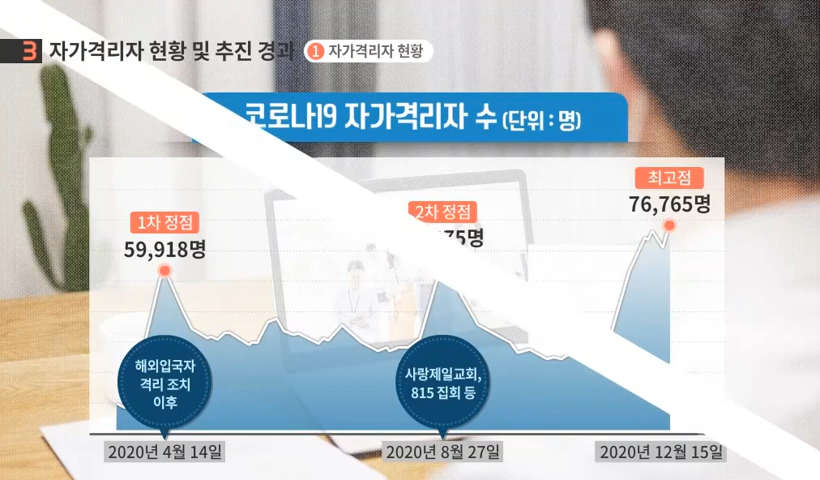 3 자가격리자 현황 및 추진 경과 1 자가격리자 현황
코로나19 자가격리자 수 (단위 : 명)
최고점
76,765명
1차 정점
59,918명
2차 정점
해외입국자
격리 조치
이후
사랑제일교회,
815 집회 등
2020년 4월 14일
2020년 8월 27일
2020년 12월 15일